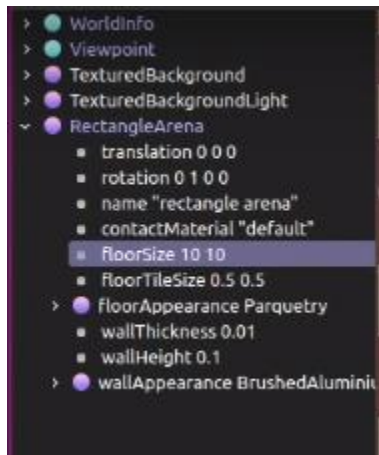 WorldInfo
Viewpoint
TexturedBackground
TexturedBackgroundLight
RectangleArena
translation 0 0 0
rotation 0 1 0 0
name "rectangle arena"
contactMaterial "default"
floorSize 10 10
floorTileSize 0.5 0.5
floorAppearance Parquetry
wallThickness 0.01
wallHeight 0.1
wallAppearance BrushedAluminiu